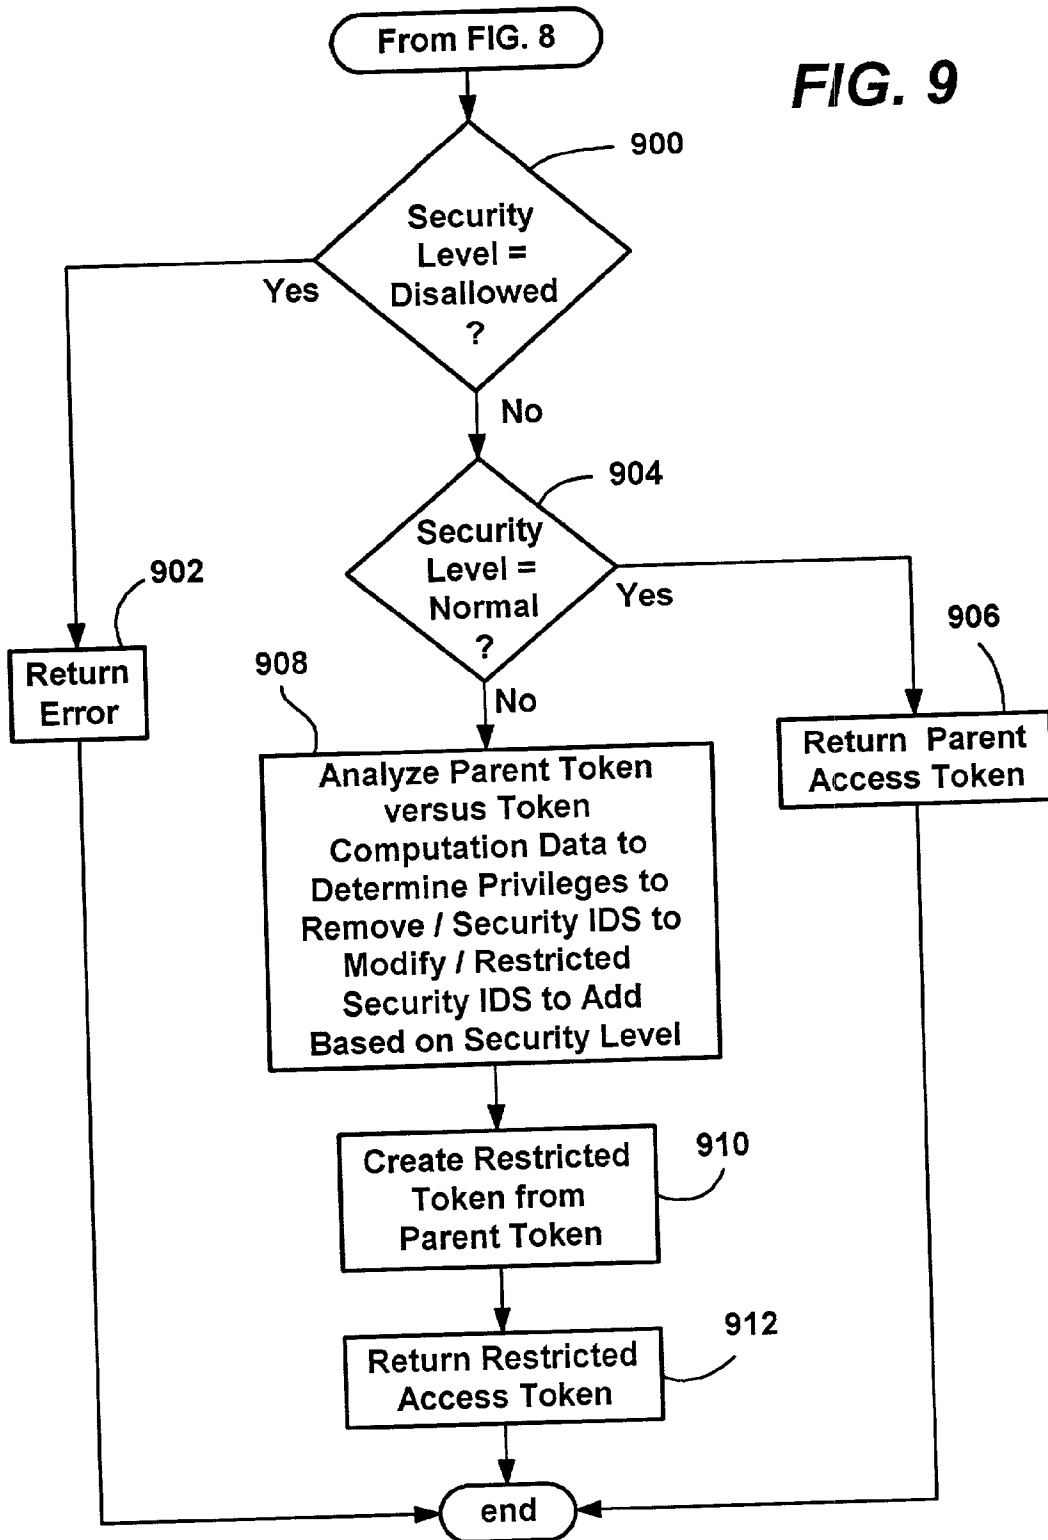 From FIG. 8
FIG. 9
900
Security
Level =
Disallowed
?
Yes
No
904
Security
Level =
Normal
?
Yes
No
902
Return
Error
906
Return Parent
Access Token
908
Analyze Parent Token
versus Token
Computation Data to
Determine Privileges to
Remove / Security IDS to
Modify / Restricted
Security IDS to Add
Based on Security Level
910
Create Restricted
Token from
Parent Token
912
Return Restricted
Access Token
end